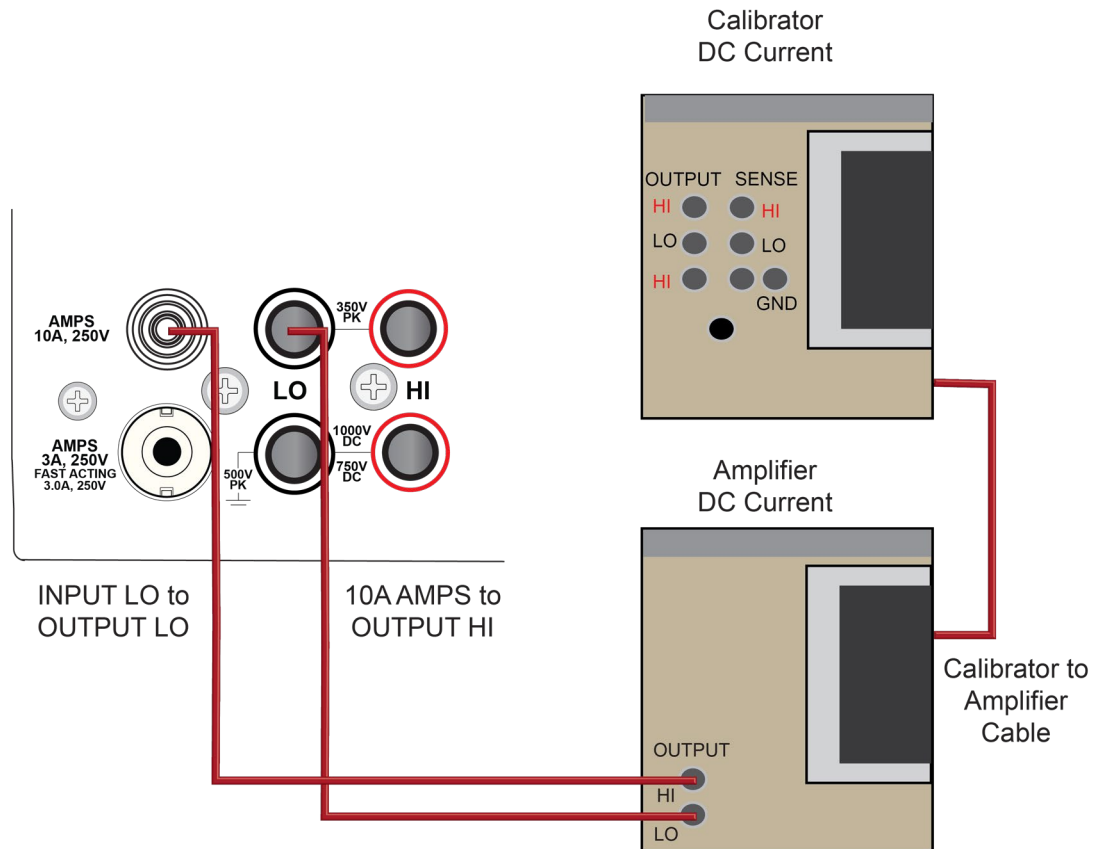 Calibrator
DC Current
OUTPUT SENSE
HI HI
LO LO
HI
GND
AMPS
10A, 250V
350V
PK
LO HI
AMPS
3A, 250V
FAST ACTING
3.0A, 250V
500V
PK
1000V
DC
750V
DC
Amplifier
DC Current
INPUT LO to
OUTPUT LO
10A AMPS to
OUTPUT HI
Calibrator to
Amplifier
Cable
OUTPUT
HI
LO